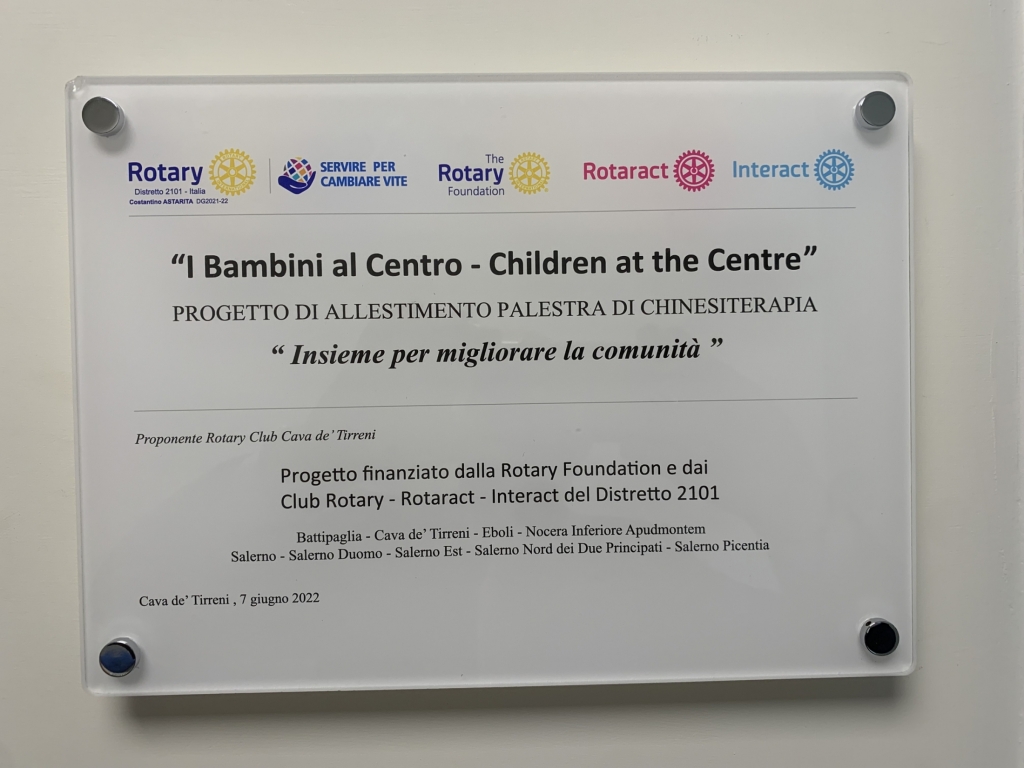 Rotary
Distretto 2101 - Italia
Costantino ASTARITA DG2021-22
SERVIRE PER
CAMBIARE VITE
The
Rotary
Foundation
Rotaract
Interact
“I Bambini al Centro - Children at the Centre”
PROGETTO DI ALLESTIMENTO PALESTRA DI CHINESITERAPIA
“ Insieme per migliorare la comunità ”
Proponente Rotary Club Cava de’ Tirreni
Progetto finanziato dalla Rotary Foundation e dai
Club Rotary - Rotaract - Interact del Distretto 2101
Battipaglia - Cava de’ Tirreni - Eboli - Nocera Inferiore Apudmontem
Salerno - Salerno Duomo - Salerno Est - Salerno Nord dei Due Principati - Salerno Picentia
Cava de’ Tirreni , 7 giugno 2022